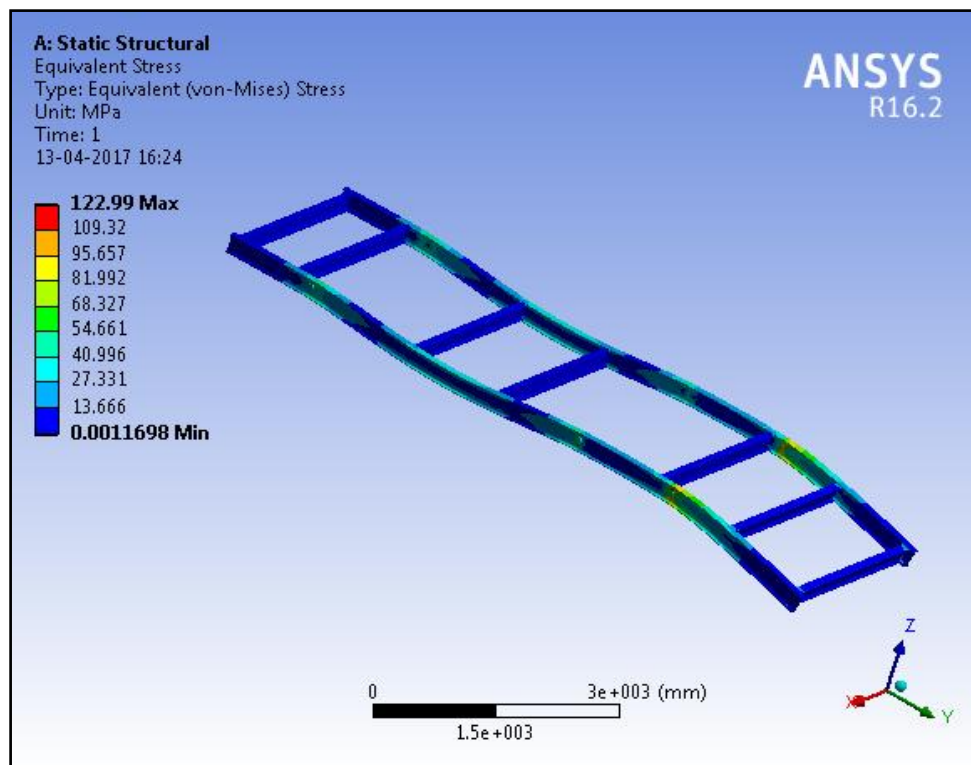 A: Static Structural
Equivalent Stress
Type: Equivalent (von-Mises) Stress
Unit: MPa
Time: 1
13-04-2017 16:24
ANSYS
R16.2
122.99 Max
109.32
95.657
81.992
68.327
54.661
40.996
27.331
13.666
0.0011698 Min
0
3e+003 (mm)
1.5e+003
Z
X
Y